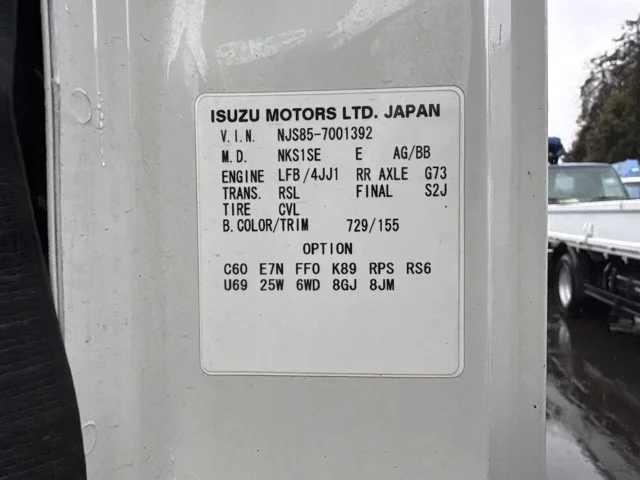 ISUZU MOTORS LTD. JAPAN
V.I.N. NJS85-7001392
M.D. NKS1SE E AG/BB
ENGINE LFB/4JJ1 RR AXLE G73
TRANS. RSL FINAL S2J
TIRE CVL
B.COLOR/TRIM 729/155
OPTION
C60 E7N FF0 K89 RPS RS6
U69 25W 6WD 8GJ 8JM